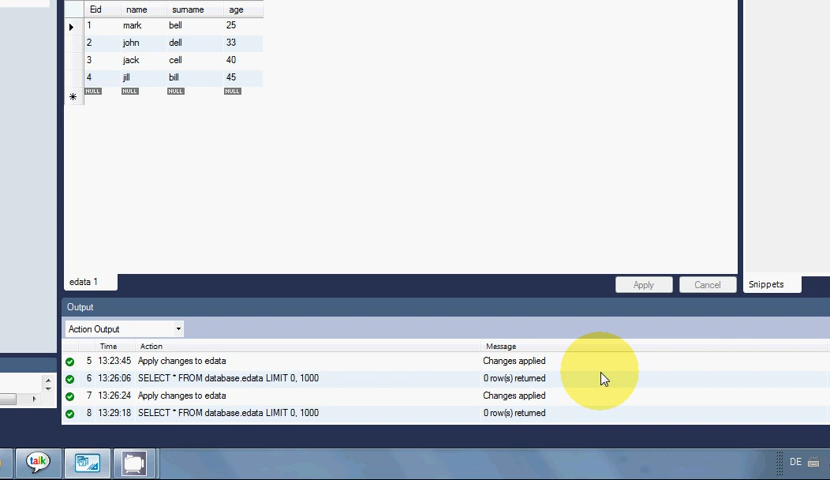 Eid name surname age
1 mark bell 25
2 john dell 33
3 jack cell 40
4 jill bill 45
NULL NULL NULL NULL
edata 1
Apply Cancel Snippets
Output
Action Output
Time Action Message
5 13:23:45 Apply changes to edata Changes applied
6 13:26:06 SELECT * FROM database.edata LIMIT 0, 1000 0 row(s) returned
7 13:26:24 Apply changes to edata Changes applied
8 13:29:18 SELECT * FROM database.edata LIMIT 0, 1000 0 row(s) returned
talk DE